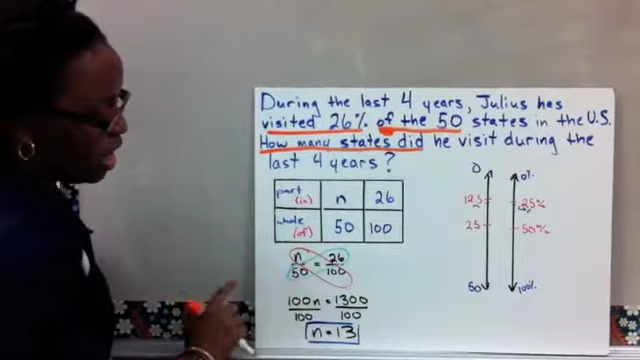 During the last 4 years, Julius has
visited 26% of the 50 states in the U.S.
How many states did he visit during the
last 4 years?
part (is) n 26
whole (of) 50 100
n/50 = 26/100
100n = 1300
100 100
n = 13
0 0%
12.5 25%
25 50%
50 100%